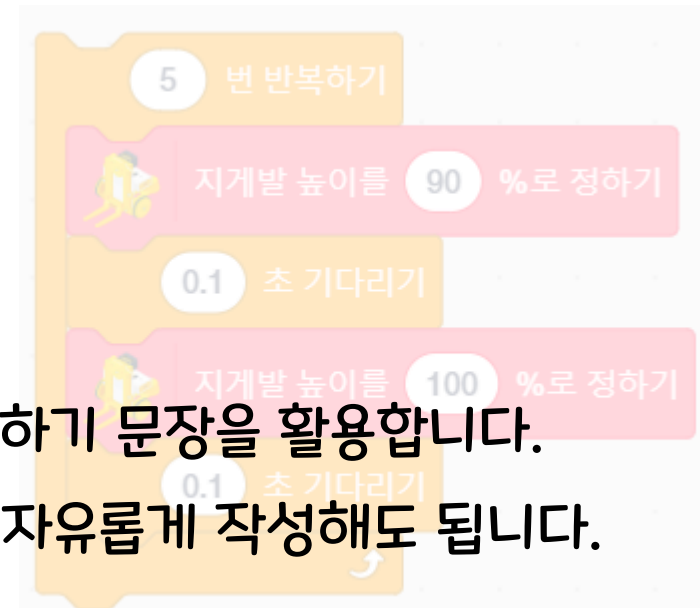 5 번 반복하기
지게발 높이를 90 %로 정하기
0.1 초 기다리기
지게발 높이를 100 %로 정하기
하기 문장을 활용합니다.
0.1 초 기다리기
자유롭게 작성해도 됩니다.